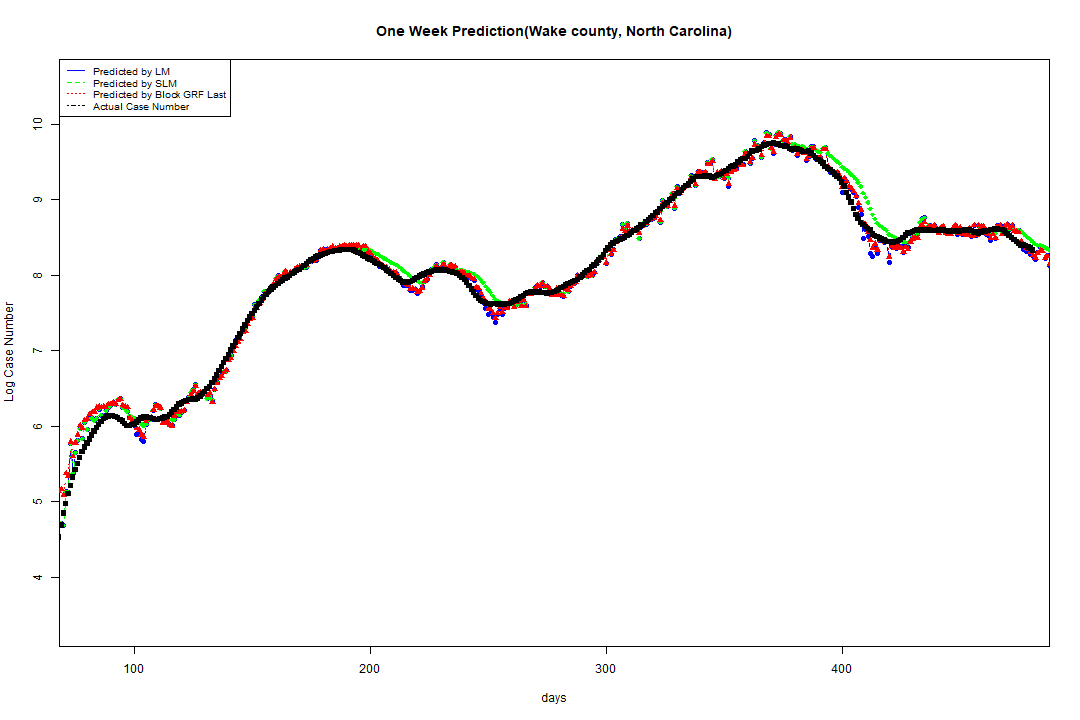 One Week Prediction(Wake county, North Carolina)
Predicted by LM
Predicted by SLM
Predicted by Block GRF Last
Actual Case Number
Log Case Number
10
9
8
7
6
5
4
100 200 300 400
days